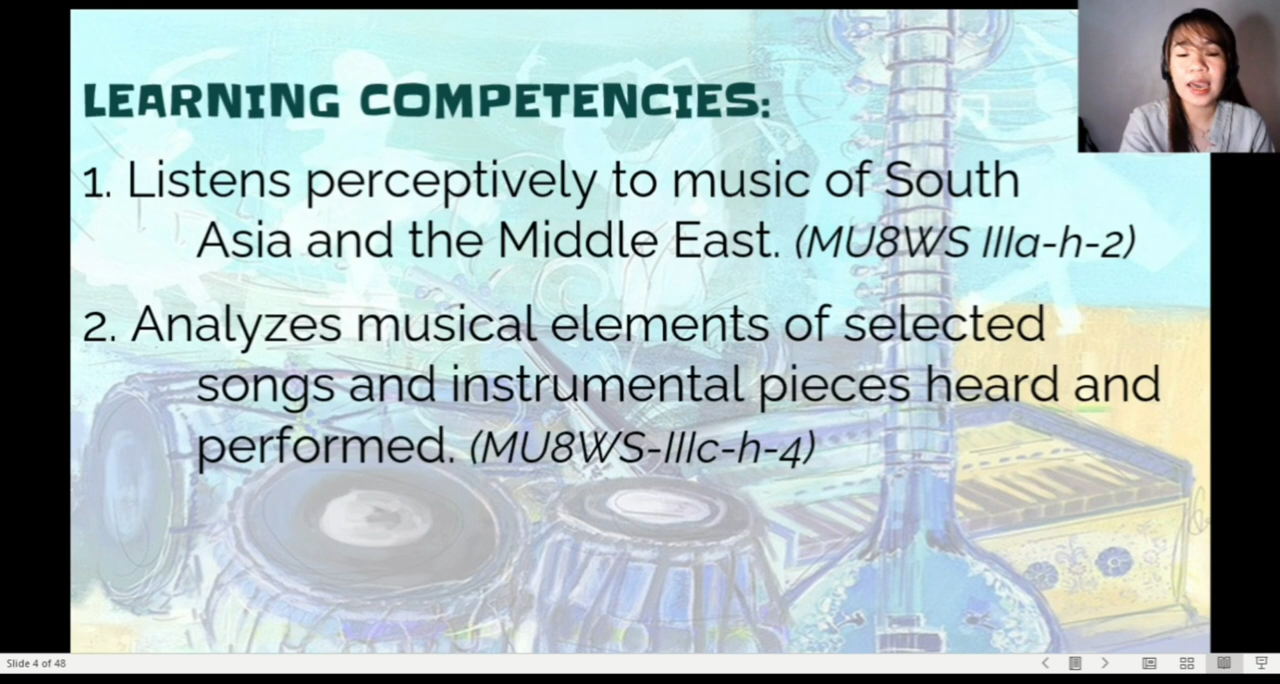 LEARNING COMPETENCIES:
1. Listens perceptively to music of South
Asia and the Middle East. (MU8WS IIIa-h-2)
2. Analyzes musical elements of selected
songs and instrumental pieces heard and
performed. (MU8WS-IIIc-h-4)
Slide 4 of 48